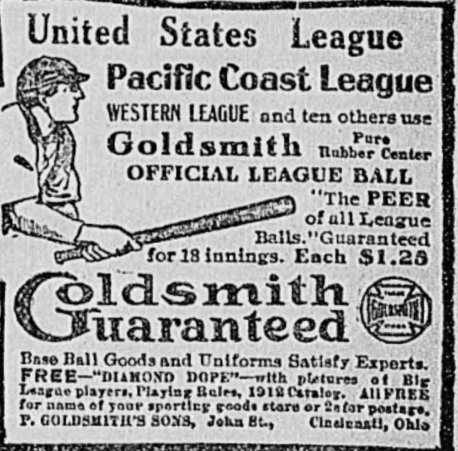 United States League
Pacific Coast League
WESTERN LEAGUE and ten others use
Goldsmith Pure Rubber Center
OFFICIAL LEAGUE BALL
"The PEER
of all League
Balls."Guaranteed
for 18 innings. Each $1.25
Goldsmith
Guaranteed
TRADE
GOLDSMITH
MARK
Base Ball Goods and Uniforms Satisfy Experts.
FREE—"DIAMOND DOPE"—with pictures of Big
League players, Playing Rules, 1912 Catalog. All FREE
for name of your sporting goods store or 2c for postage.
P. GOLDSMITH'S SONS, John St., Cincinnati, Ohio